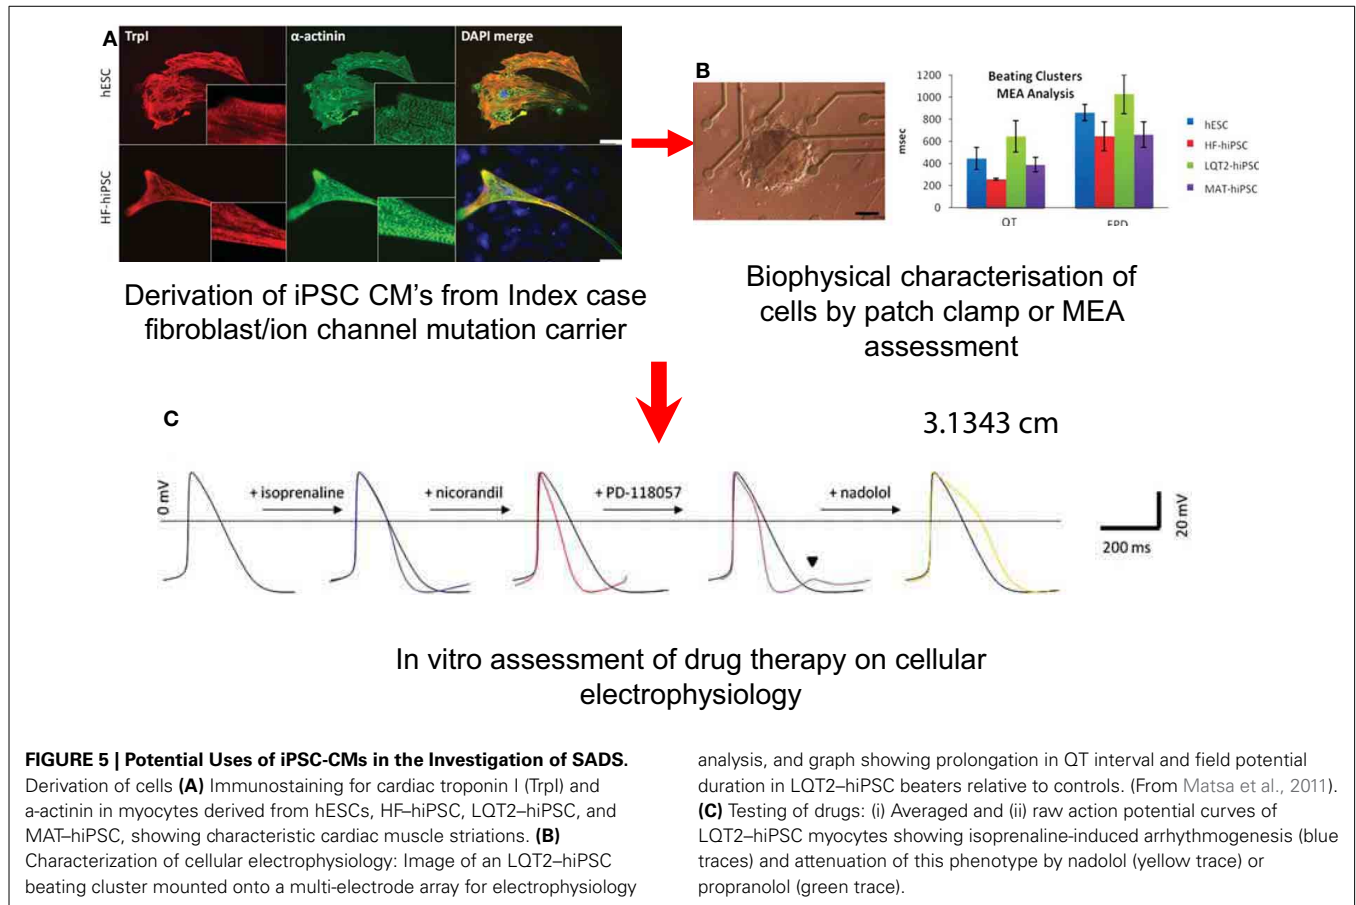 A
TrpI
α-actinin
DAPI merge
hESC
HF-hiPSC
Derivation of iPSC CM's from Index case
fibroblast/ion channel mutation carrier
B
Beating Clusters
MEA Analysis
msec
1200
1000
800
600
400
200
0
QT
FPD
hESC
HF-hiPSC
LQT2-hiPSC
MAT-hiPSC
Biophysical characterisation of
cells by patch clamp or MEA
assessment
C
3.1343 cm
0 mV
+ isoprenaline
+ nicorandil
+ PD-118057
+ nadolol
200 ms
20 mV
In vitro assessment of drug therapy on cellular
electrophysiology
FIGURE 5 | Potential Uses of iPSC-CMs in the Investigation of SADS.
Derivation of cells (A) Immunostaining for cardiac troponin I (TrpI) and
a-actinin in myocytes derived from hESCs, HF–hiPSC, LQT2–hiPSC, and
MAT–hiPSC, showing characteristic cardiac muscle striations. (B)
Characterization of cellular electrophysiology: Image of an LQT2–hiPSC
beating cluster mounted onto a multi-electrode array for electrophysiology
analysis, and graph showing prolongation in QT interval and field potential
duration in LQT2–hiPSC beaters relative to controls. (From Matsa et al., 2011).
(C) Testing of drugs: (i) Averaged and (ii) raw action potential curves of
LQT2–hiPSC myocytes showing isoprenaline-induced arrhythmogenesis (blue
traces) and attenuation of this phenotype by nadolol (yellow trace) or
propranolol (green trace).